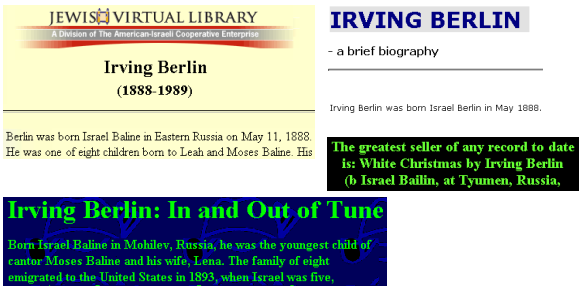 JEWISH VIRTUAL LIBRARY
A Division of The American-Israeli Cooperative Enterprise
Irving Berlin
(1888-1989)
Berlin was born Israel Baline in Eastern Russia on May 11, 1888.
He was one of eight children born to Leah and Moses Baline. His
IRVING BERLIN
- a brief biography
Irving Berlin was born Israel Berlin in May 1888.
The greatest seller of any record to date
is: White Christmas by Irving Berlin
(b Israel Bailin, at Tyumen, Russia,
Irving Berlin: In and Out of Tune
Born Israel Baline in Mohilev, Russia, he was the youngest child of
cantor Moses Baline and his wife, Lena. The family of eight
emigrated to the United States in 1893, when Israel was five,